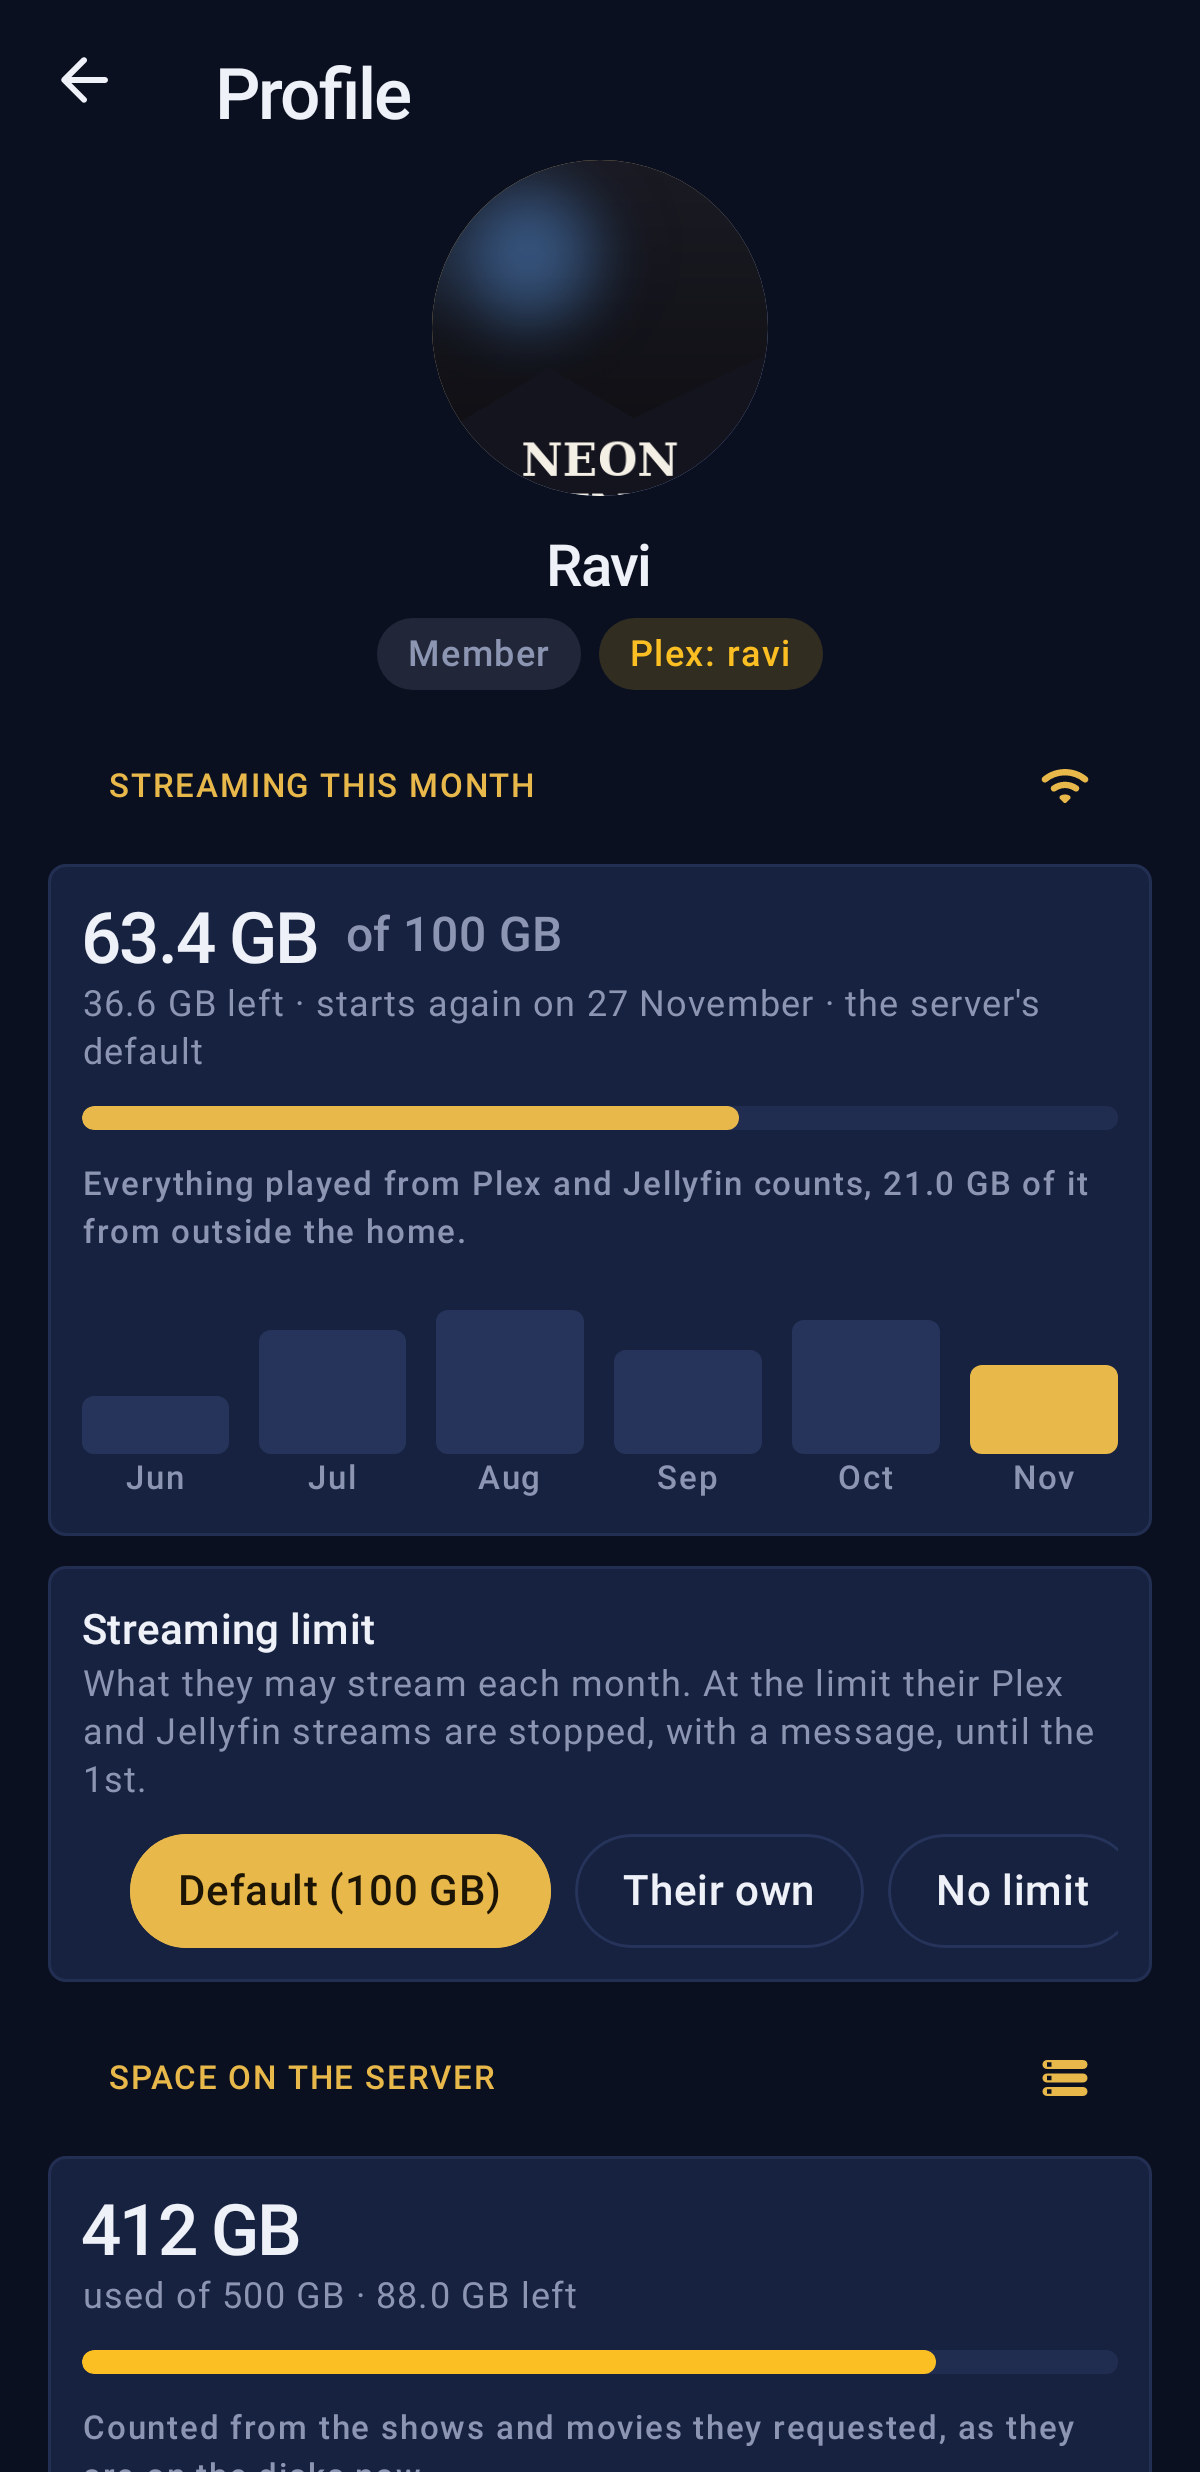 Profile
NEON
Ravi
Member
Plex: ravi
STREAMING THIS MONTH
63.4 GB of 100 GB
36.6 GB left · starts again on 27 November · the server's
default
Everything played from Plex and Jellyfin counts, 21.0 GB of it
from outside the home.
Jun Jul Aug Sep Oct Nov
Streaming limit
What they may stream each month. At the limit their Plex
and Jellyfin streams are stopped, with a message, until the
1st.
Default (100 GB)
Their own
No limit
SPACE ON THE SERVER
412 GB
used of 500 GB · 88.0 GB left
Counted from the shows and movies they requested, as they
are on the disks now